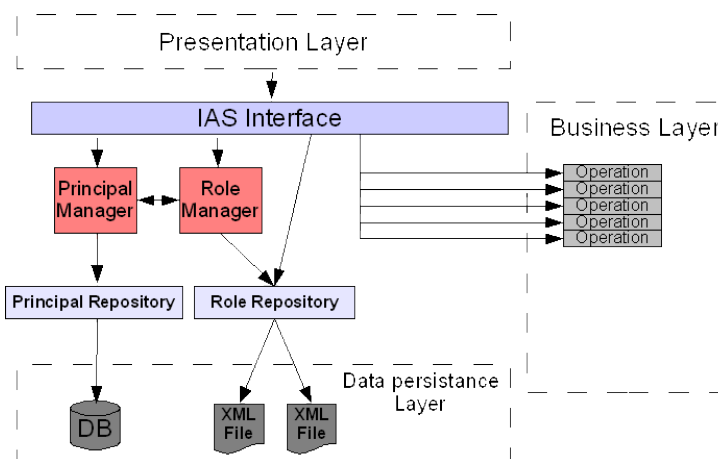 Presentation Layer
IAS Interface
Business Layer
Principal
Manager
Role
Manager
Operation
Operation
Operation
Operation
Operation
Principal Repository
Role Repository
Data persistance
Layer
DB
XML
File
XML
File